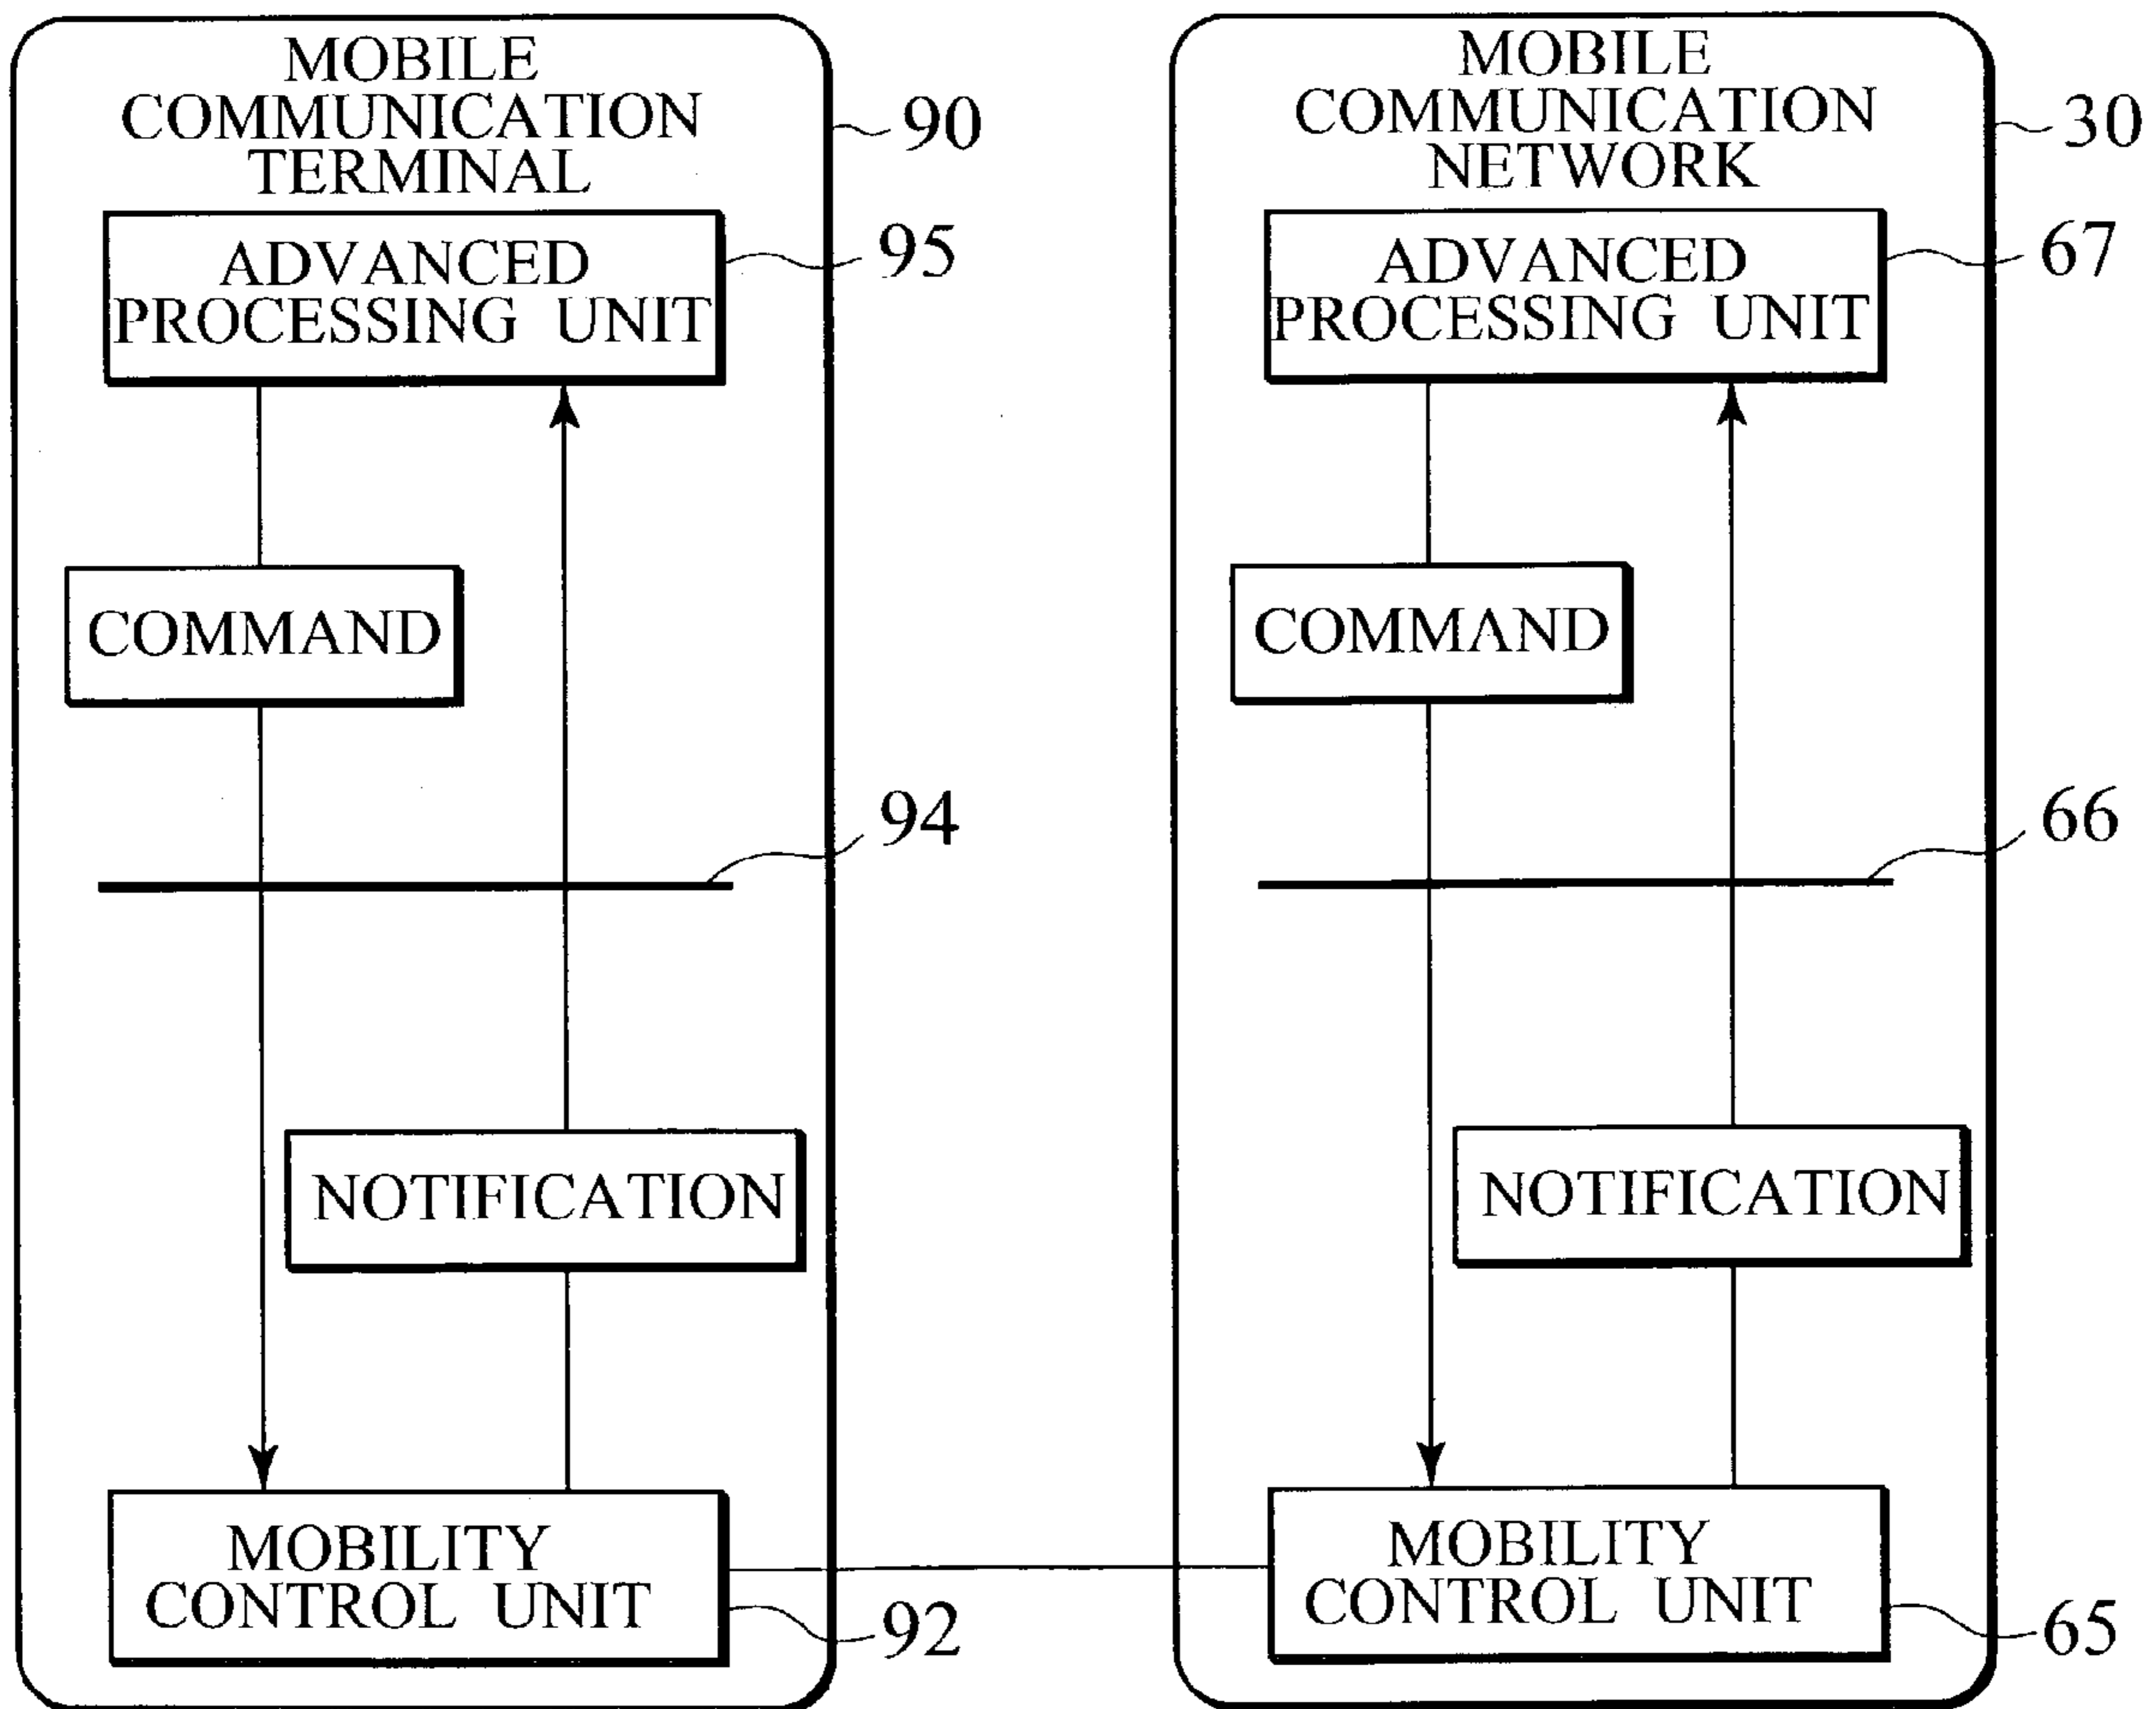 MOBILE
COMMUNICATION
TERMINAL
90
ADVANCED
PROCESSING UNIT
95
COMMAND
94
NOTIFICATION
MOBILITY
CONTROL UNIT
92
MOBILE
COMMUNICATION
NETWORK
30
ADVANCED
PROCESSING UNIT
67
COMMAND
66
NOTIFICATION
MOBILITY
CONTROL UNIT
65